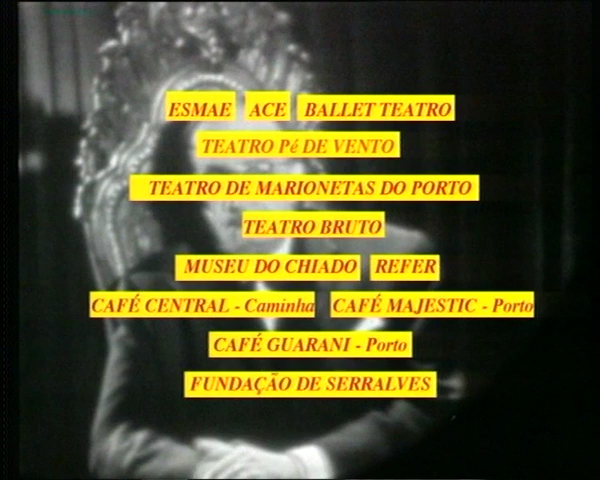 ESMAE ACE BALLET TEATRO
TEATRO Pé DE VENTO
TEATRO DE MARIONETAS DO PORTO
TEATRO BRUTO
MUSEU DO CHIADO REFER
CAFÉ CENTRAL - Caminha CAFÉ MAJESTIC - Porto
CAFÉ GUARANI - Porto
FUNDAÇÃO DE SERRALVES